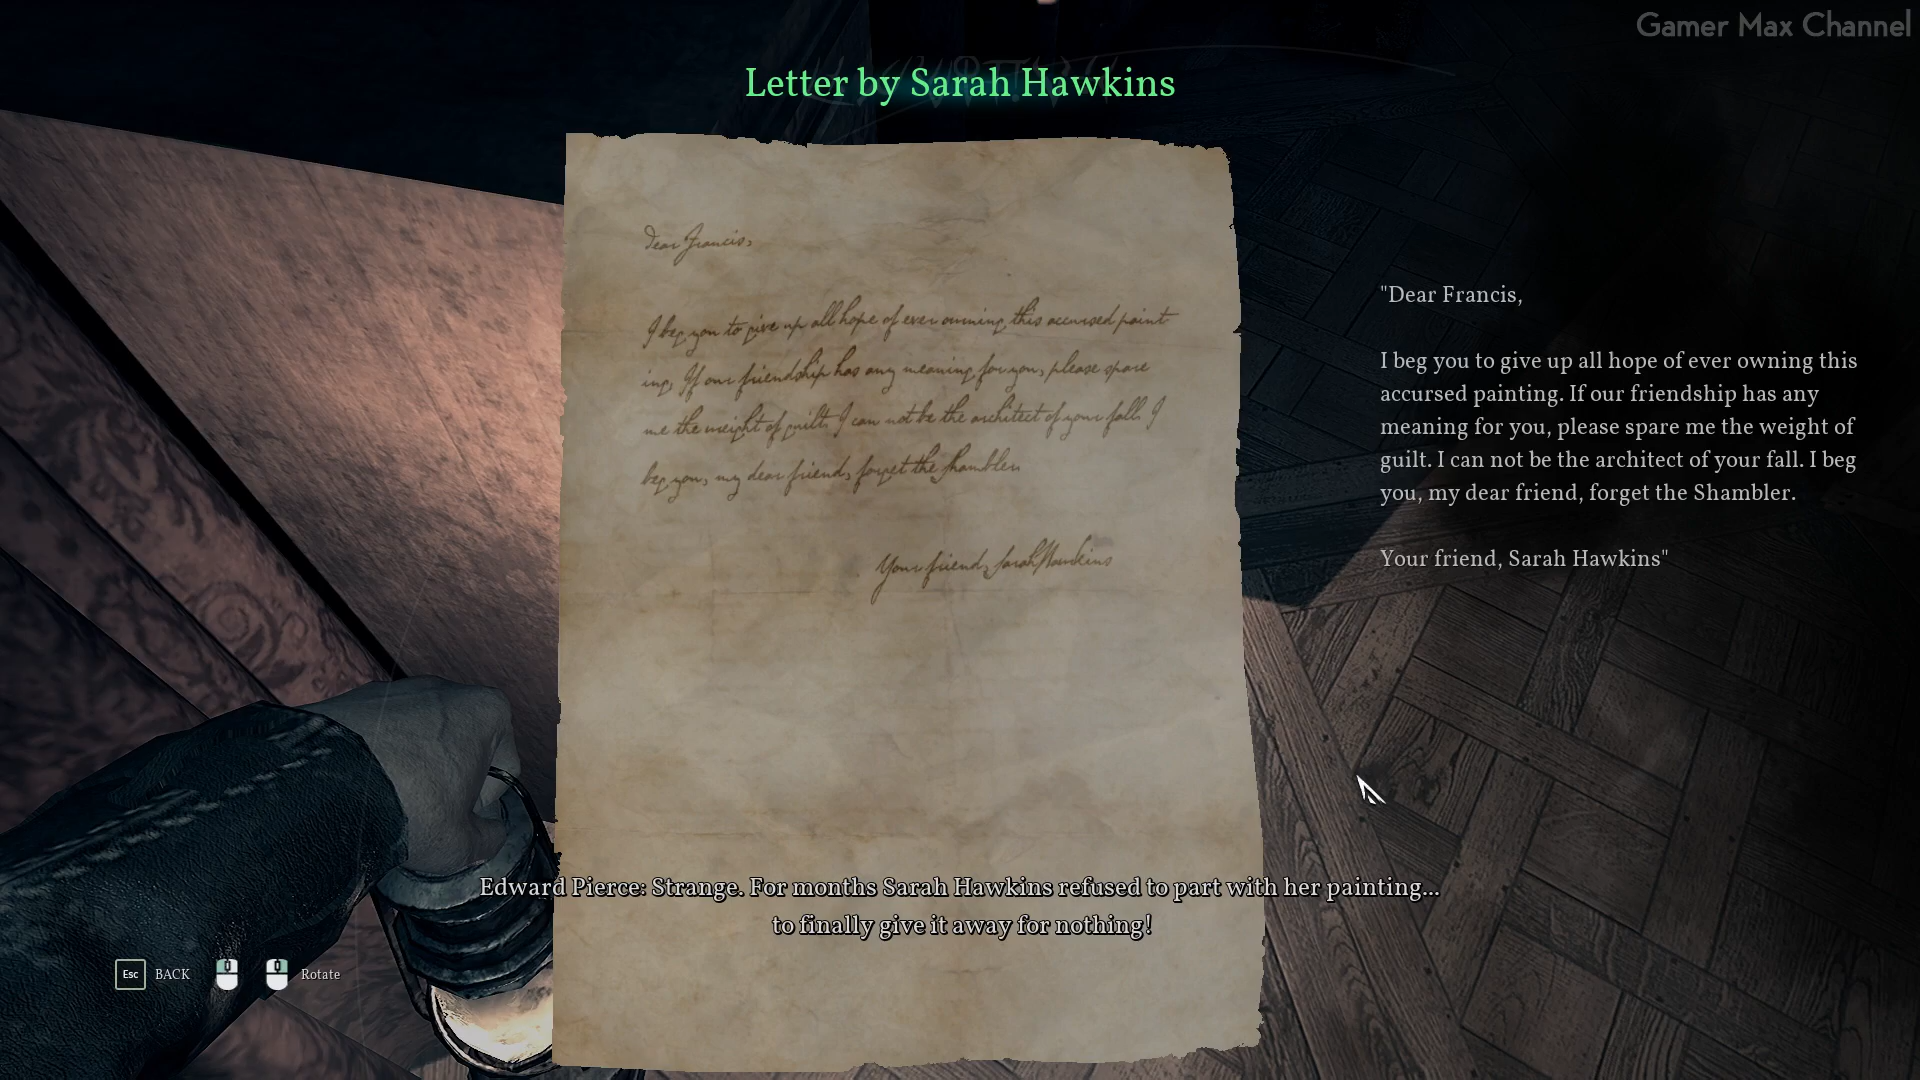 Gamer Max Channel
Letter by Sarah Hawkins
Dear Francis,
I beg you to give up all hope of ever owning this accursed paint
ing. If our friendship has any meaning for you, please spare
me the weight of guilt. I can not be the architect of your fall. I
beg you, my dear friend, forget the Shambler.
Your friend, Sarah Hawkins
"Dear Francis,
I beg you to give up all hope of ever owning this
accursed painting. If our friendship has any
meaning for you, please spare me the weight of
guilt. I can not be the architect of your fall. I beg
you, my dear friend, forget the Shambler.
Your friend, Sarah Hawkins"
Edward Pierce: Strange. For months Sarah Hawkins refused to part with her painting...
to finally give it away for nothing!
Esc BACK Rotate